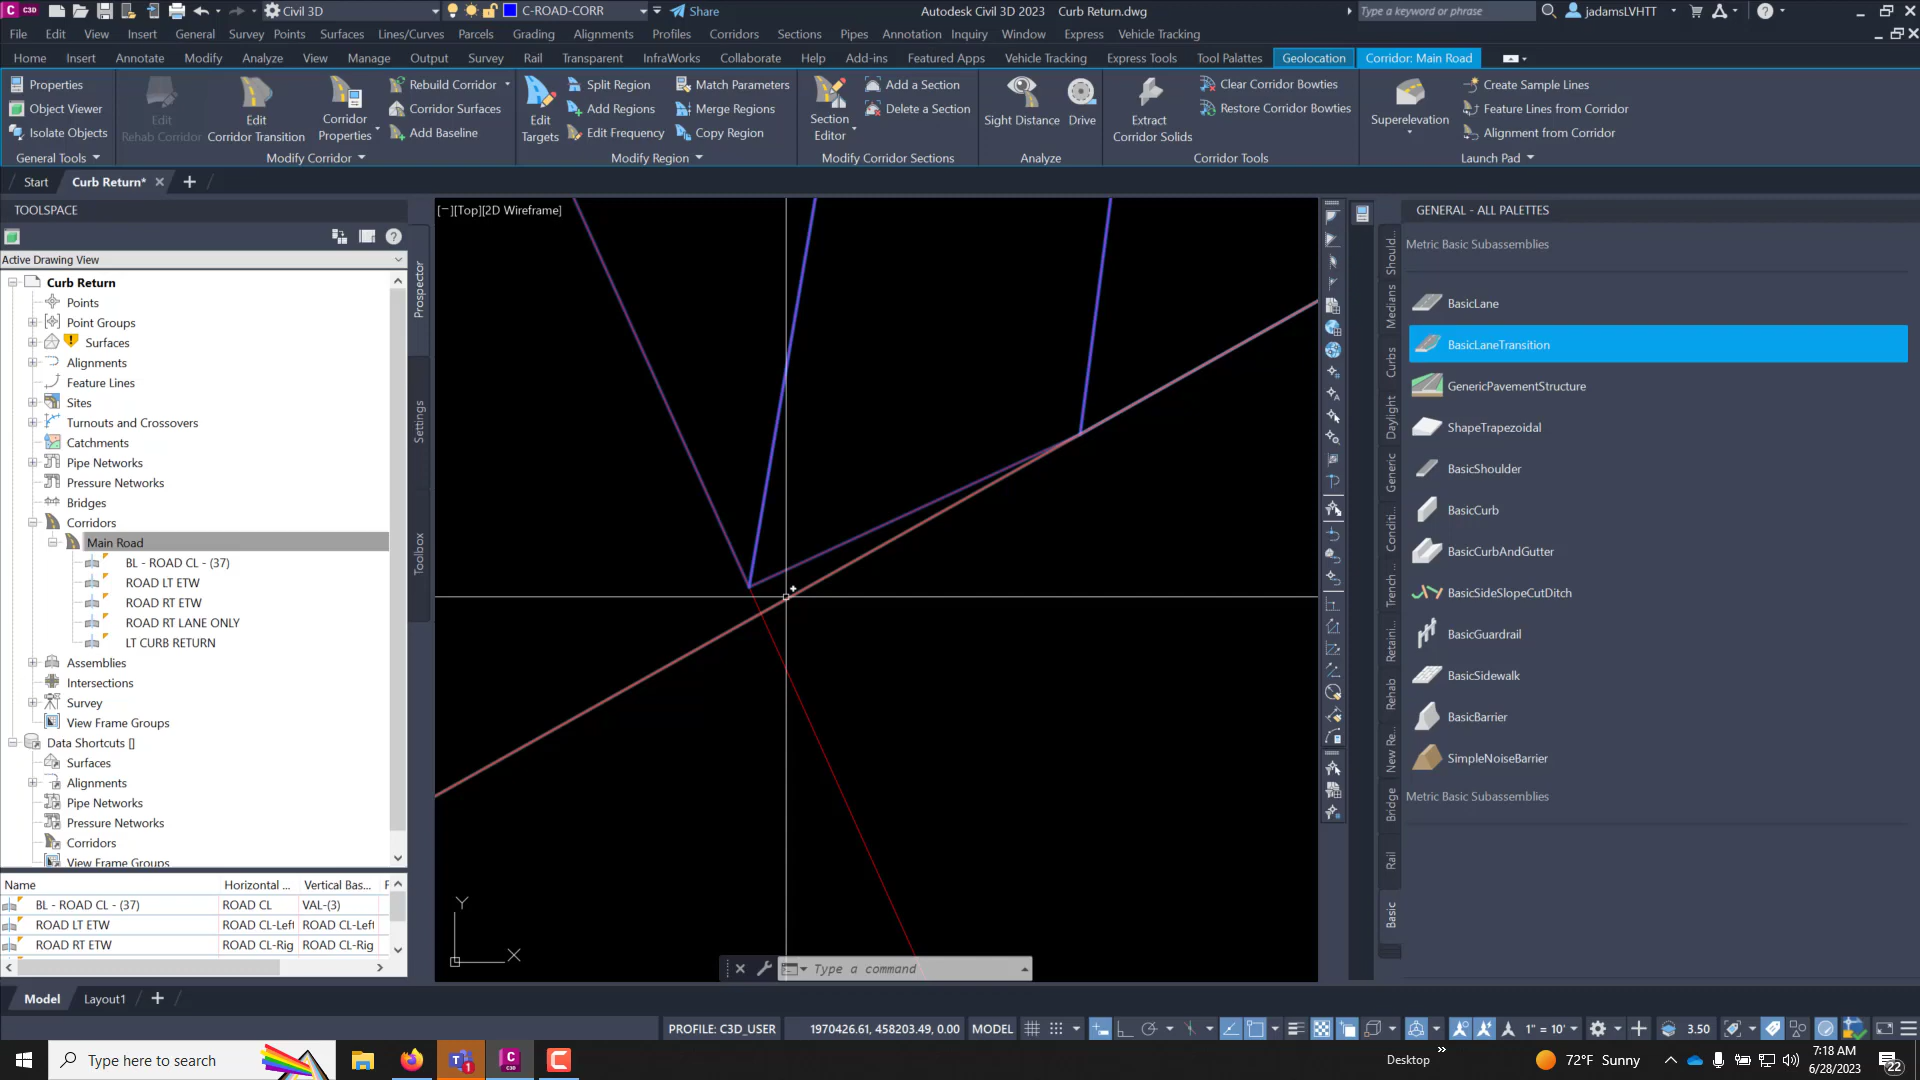 C3D Civil 3D C-ROAD-CORR Share Autodesk Civil 3D 2023 Curb Return.dwg Type a keyword or phrase jadamsLVHTT
File Edit View Insert General Survey Points Surfaces Lines/Curves Parcels Grading Alignments Profiles Corridors Sections Pipes Annotation Inquiry Window Express Vehicle Tracking
Home Insert Annotate Modify Analyze View Manage Output Survey Rail Transparent InfraWorks Collaborate Help Add-ins Featured Apps Vehicle Tracking Express Tools Tool Palettes Geolocation Corridor: Main Road
Properties
Object Viewer
Isolate Objects
General Tools
Edit
Rehab Corridor
Edit
Corridor Transition
Corridor
Properties
Rebuild Corridor
Corridor Surfaces
Add Baseline
Modify Corridor
Edit
Targets
Split Region
Add Regions
Edit Frequency
Match Parameters
Merge Regions
Copy Region
Modify Region
Section
Editor
Add a Section
Delete a Section
Modify Corridor Sections
Sight Distance
Drive
Analyze
Extract
Corridor Solids
Clear Corridor Bowties
Restore Corridor Bowties
Corridor Tools
Superelevation
Create Sample Lines
Feature Lines from Corridor
Alignment from Corridor
Launch Pad
Start Curb Return*
TOOLSPACE
Active Drawing View
Curb Return
Points
Point Groups
Surfaces
Alignments
Feature Lines
Sites
Turnouts and Crossovers
Catchments
Pipe Networks
Pressure Networks
Bridges
Corridors
Main Road
BL - ROAD CL - (37)
ROAD LT ETW
ROAD RT ETW
ROAD RT LANE ONLY
LT CURB RETURN
Assemblies
Intersections
Survey
View Frame Groups
Data Shortcuts []
Surfaces
Alignments
Pipe Networks
Pressure Networks
Corridors
View Frame Groups
Prospector
Settings
Toolbox
Name Horizontal ... Vertical Bas...
BL - ROAD CL - (37) ROAD CL VAL-(3)
ROAD LT ETW ROAD CL-Left ROAD CL-Left
ROAD RT ETW ROAD CL-Rig ROAD CL-Rig
[−][Top][2D Wireframe]
Y
X
Type a command
GENERAL - ALL PALETTES
Metric Basic Subassemblies
BasicLane
BasicLaneTransition
GenericPavementStructure
ShapeTrapezoidal
BasicShoulder
BasicCurb
BasicCurbAndGutter
BasicSideSlopeCutDitch
BasicGuardrail
BasicSidewalk
BasicBarrier
SimpleNoiseBarrier
Metric Basic Subassemblies
Should...
Medians
Curbs
Daylight
Generic
Conditi...
Trench ...
Retaini...
Rehab
New Re...
Bridge
Rail
Basic
Model Layout1
PROFILE: C3D_USER 1970426.61, 458203.49, 0.00 MODEL 1" = 10' 3.50
Type here to search
Desktop
72°F Sunny
7:18 AM
6/28/2023
22